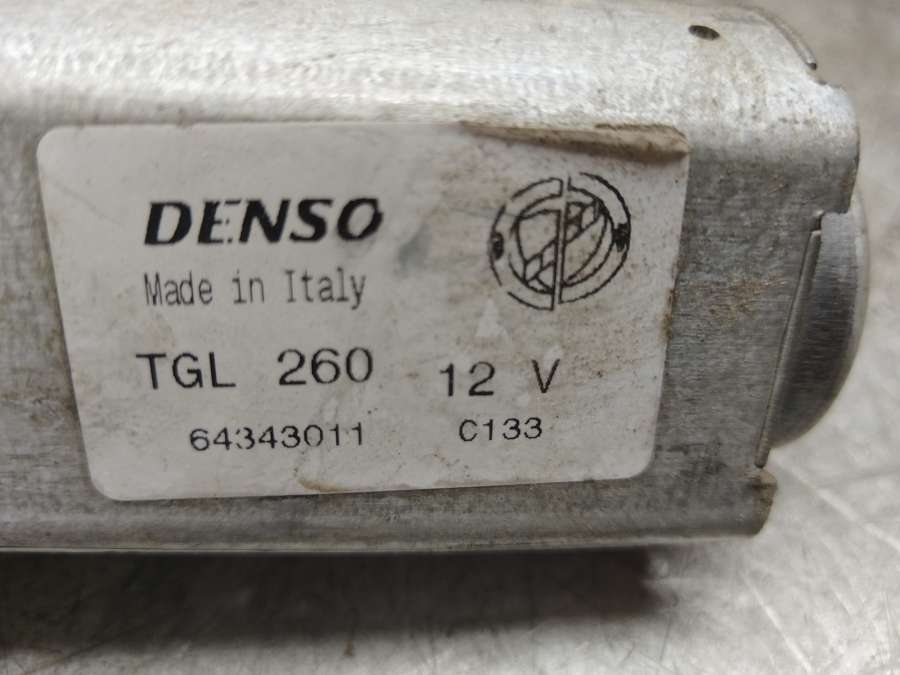 DENSO
Made in Italy
TGL 260 12 V
64343011 C133